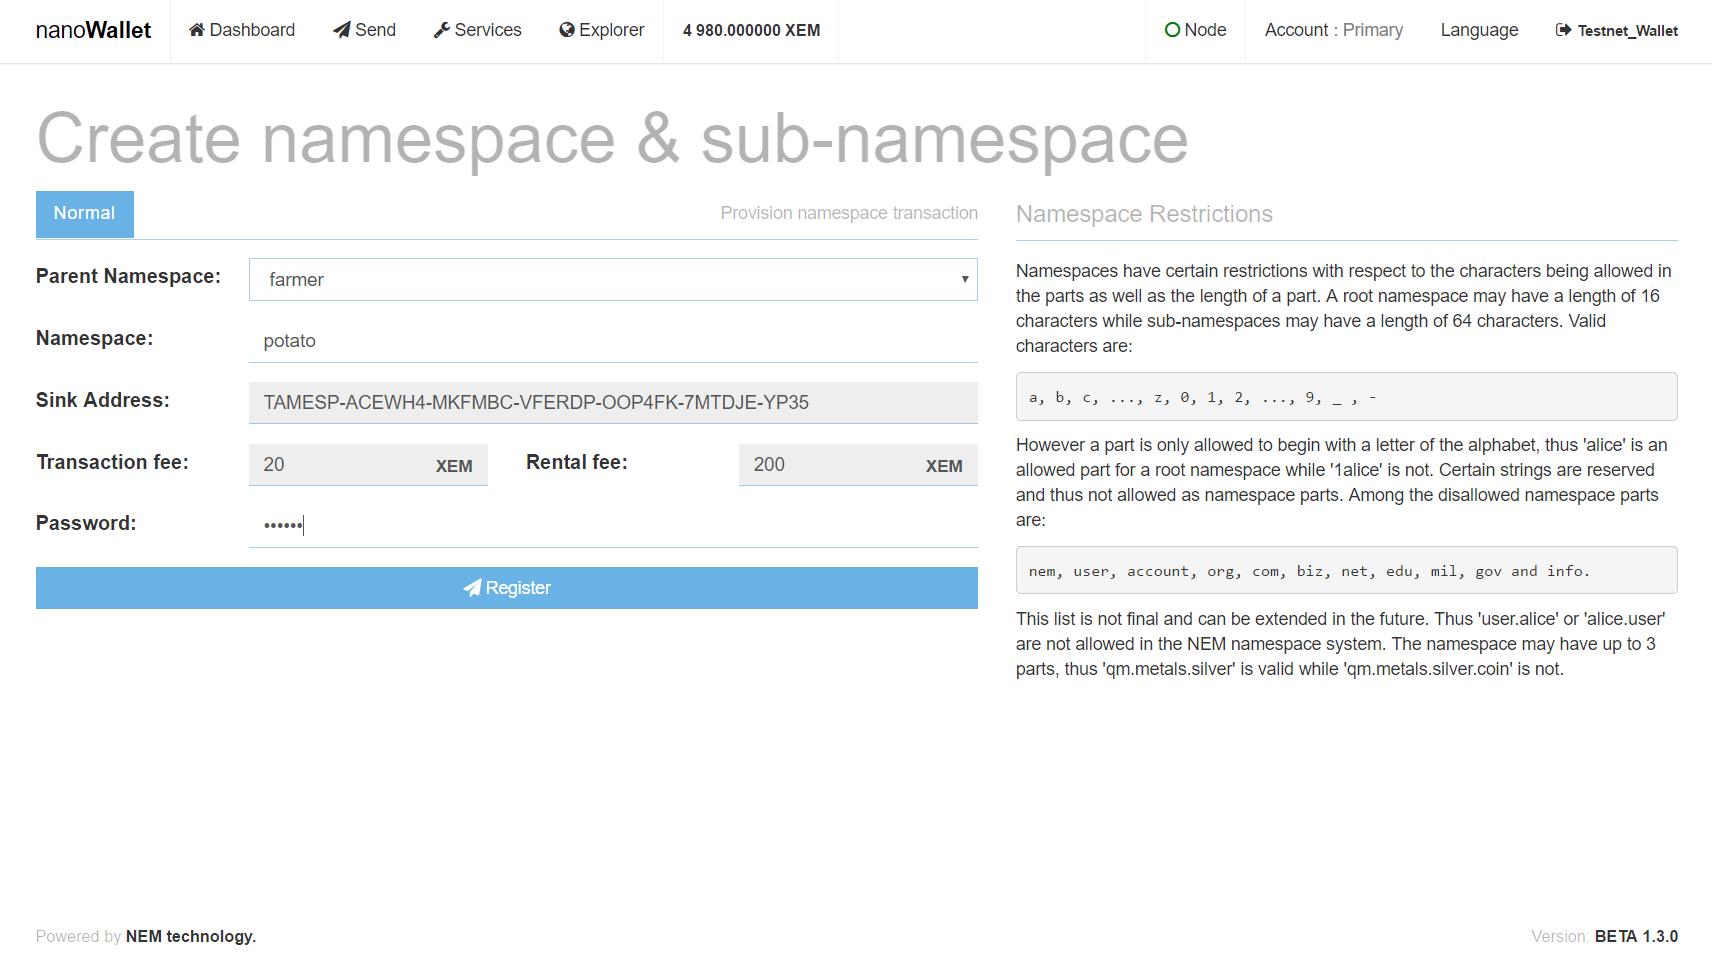 nanoWallet Dashboard Send Services Explorer 4 980.000000 XEM Node Account : Primary Language Testnet_Wallet
Create namespace & sub-namespace
Normal
Provision namespace transaction
Parent Namespace:
farmer
Namespace:
potato
Sink Address:
TAMESP-ACEWH4-MKFMBC-VFERDP-OOP4FK-7MTDJE-YP35
Transaction fee:
20 XEM
Rental fee:
200 XEM
Password:
••••••
Register
Namespace Restrictions
Namespaces have certain restrictions with respect to the characters being allowed in
the parts as well as the length of a part. A root namespace may have a length of 16
characters while sub-namespaces may have a length of 64 characters. Valid
characters are:
a, b, c, ..., z, 0, 1, 2, ..., 9, _ , -
However a part is only allowed to begin with a letter of the alphabet, thus 'alice' is an
allowed part for a root namespace while '1alice' is not. Certain strings are reserved
and thus not allowed as namespace parts. Among the disallowed namespace parts
are:
nem, user, account, org, com, biz, net, edu, mil, gov and info.
This list is not final and can be extended in the future. Thus 'user.alice' or 'alice.user'
are not allowed in the NEM namespace system. The namespace may have up to 3
parts, thus 'qm.metals.silver' is valid while 'qm.metals.silver.coin' is not.
Powered by NEM technology.
Version: BETA 1.3.0